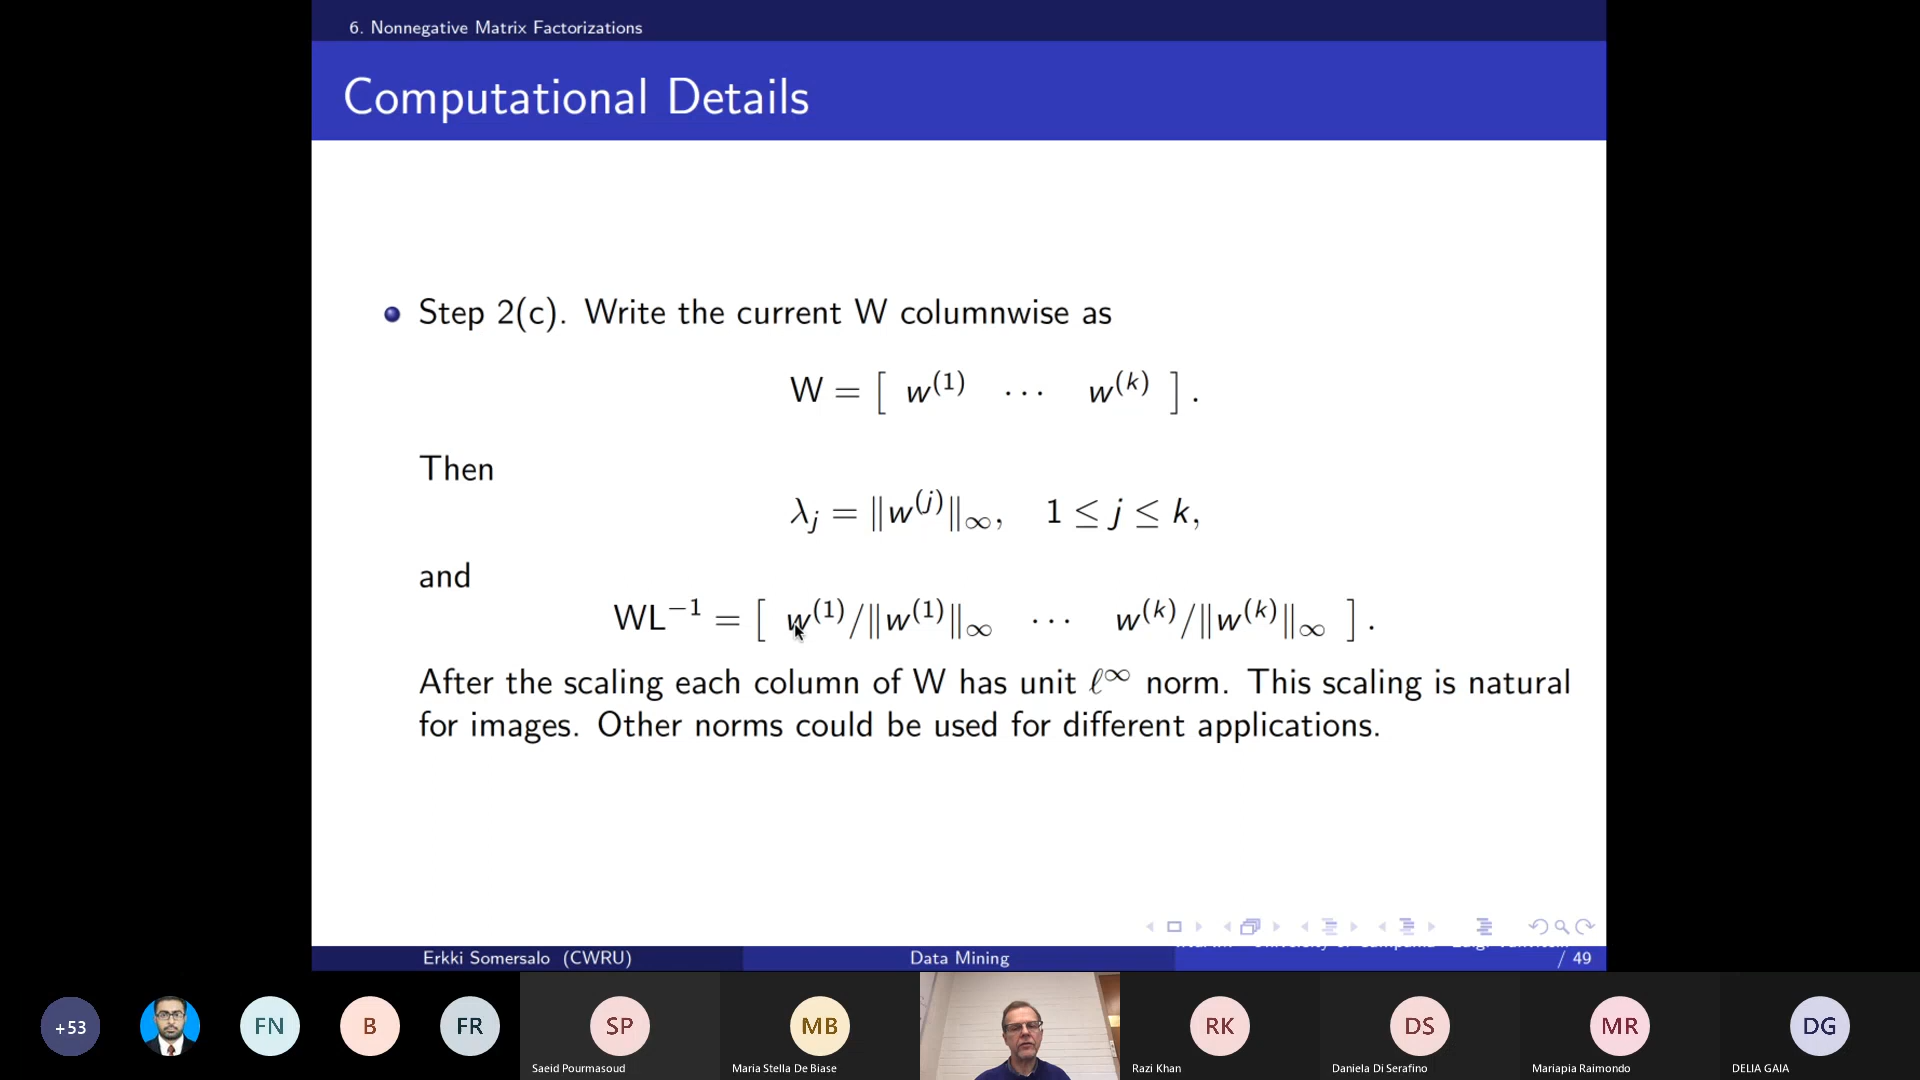 6. Nonnegative Matrix Factorizations
Computational Details
Step 2(c). Write the current W columnwise as
W = [ w^(1) ⋯ w^(k) ] .
Then
λ_j = ‖w^(j)‖_∞, 1 ≤ j ≤ k,
and
WL^−1 = [ w^(1)/‖w^(1)‖_∞ ⋯ w^(k)/‖w^(k)‖_∞ ] .
After the scaling each column of W has unit ℓ^∞ norm. This scaling is natural
for images. Other norms could be used for different applications.
Erkki Somersalo (CWRU) Data Mining / 49
+53 FN B FR SP MB RK DS MR DG
Saeid Pourmasoud Maria Stella De Biase Razi Khan Daniela Di Serafino Mariapia Raimondo DELIA GAIA